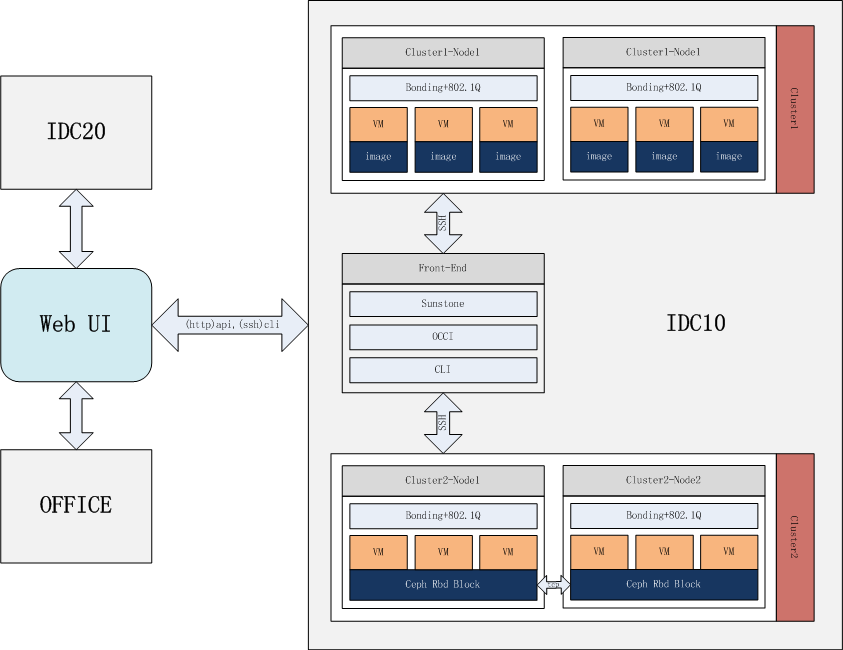 IDC20
Web UI
OFFICE
(http)api,(ssh)cli
Cluster1-Node1
Bonding+802.1Q
VM
VM
VM
image
image
image
Cluster1-Node1
Bonding+802.1Q
VM
VM
VM
image
image
image
Cluster1
SSH
Front-End
Sunstone
OCCI
CLI
IDC10
SSH
Cluster2-Node1
Bonding+802.1Q
VM
VM
VM
Ceph Rbd Block
Cluster2-Node2
Bonding+802.1Q
VM
VM
VM
Ceph Rbd Block
Cluster2